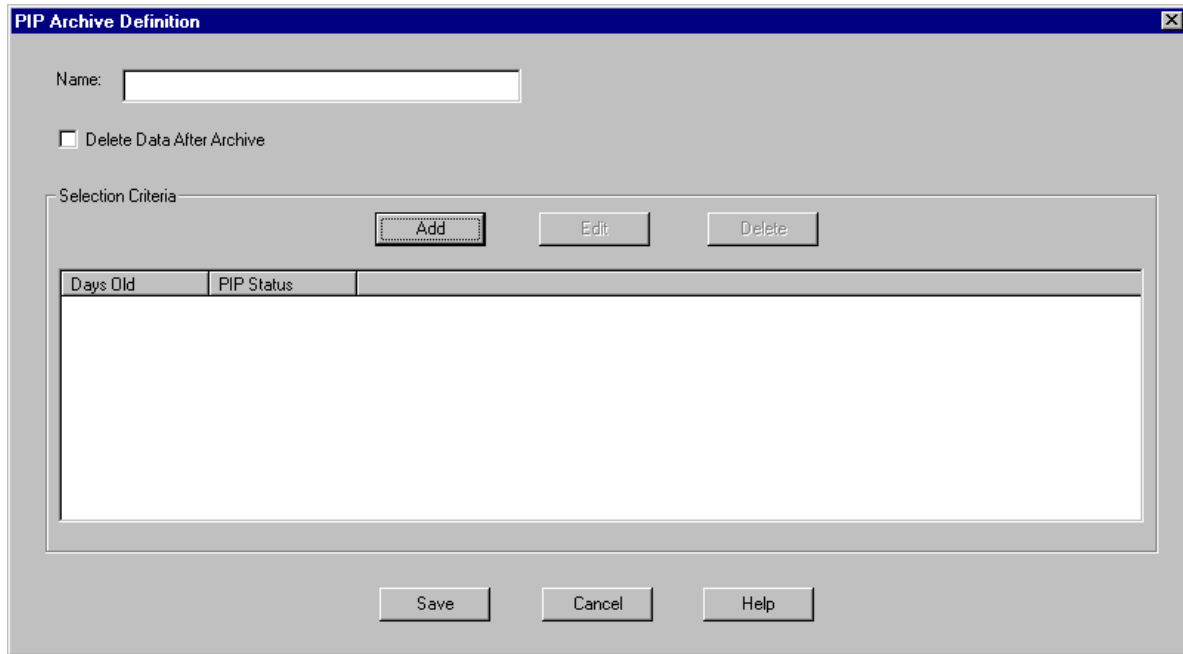 PIP Archive Definition
Name:
Delete Data After Archive
Selection Criteria
Add Edit Delete
Days Old PIP Status
Save Cancel Help